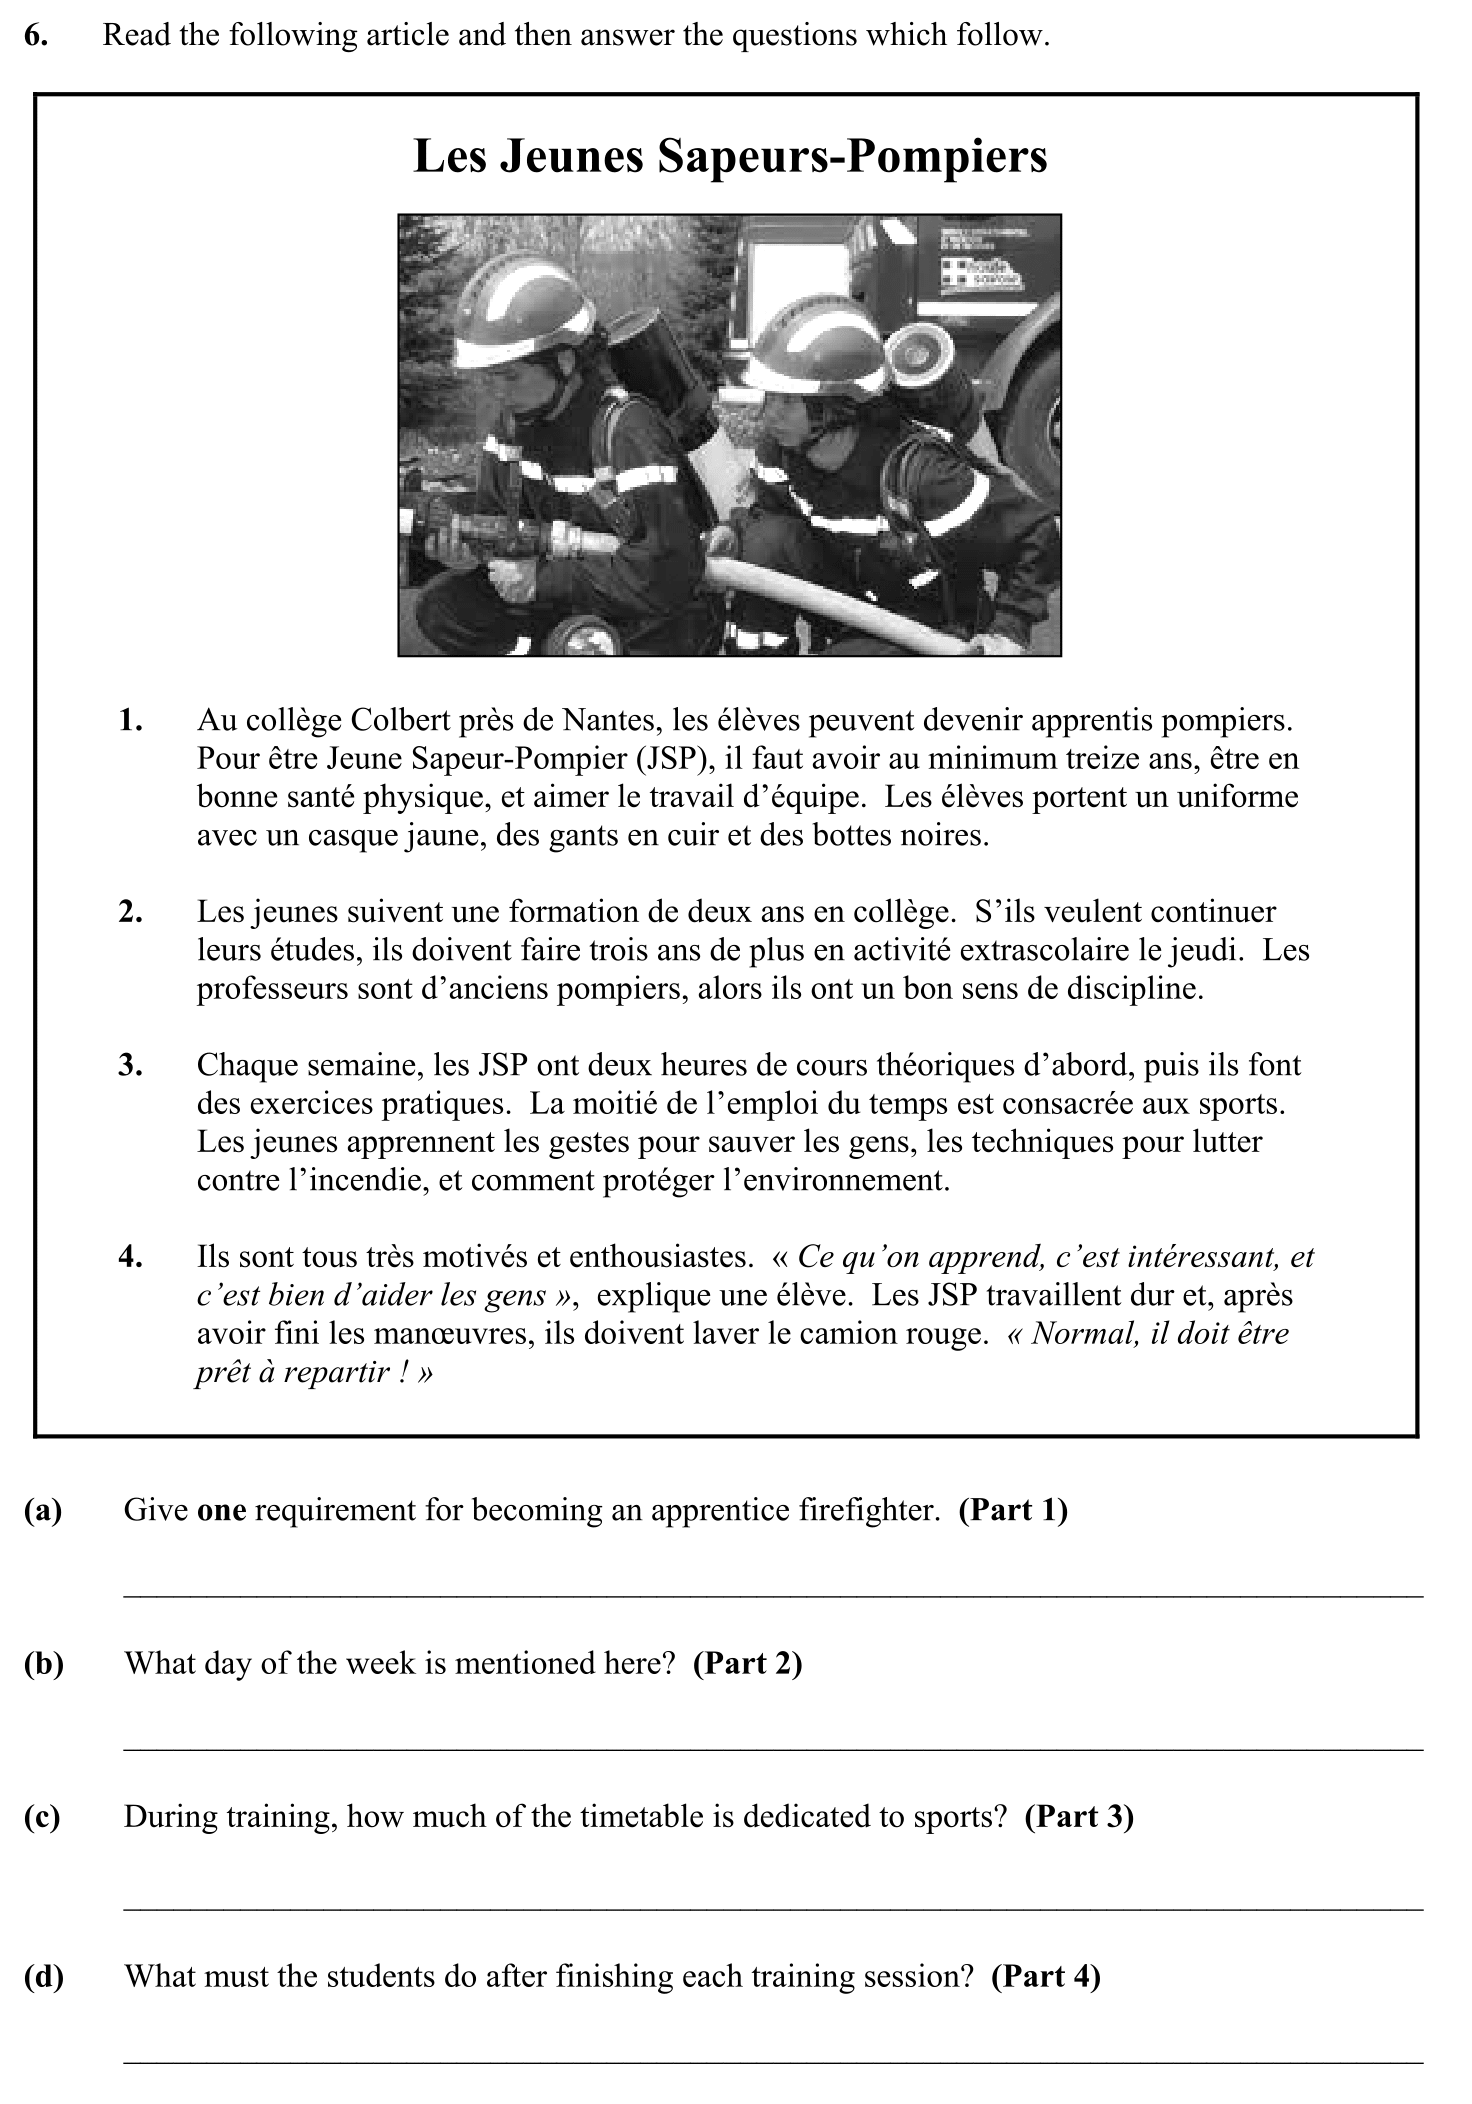 6. Read the following article and then answer the questions which follow.
Les Jeunes Sapeurs-Pompiers
haute
savoie
1. Au collège Colbert près de Nantes, les élèves peuvent devenir apprentis pompiers.
Pour être Jeune Sapeur-Pompier (JSP), il faut avoir au minimum treize ans, être en
bonne santé physique, et aimer le travail d’équipe. Les élèves portent un uniforme
avec un casque jaune, des gants en cuir et des bottes noires.
2. Les jeunes suivent une formation de deux ans en collège. S’ils veulent continuer
leurs études, ils doivent faire trois ans de plus en activité extrascolaire le jeudi. Les
professeurs sont d’anciens pompiers, alors ils ont un bon sens de discipline.
3. Chaque semaine, les JSP ont deux heures de cours théoriques d’abord, puis ils font
des exercices pratiques. La moitié de l’emploi du temps est consacrée aux sports.
Les jeunes apprennent les gestes pour sauver les gens, les techniques pour lutter
contre l’incendie, et comment protéger l’environnement.
4. Ils sont tous très motivés et enthousiastes. « Ce qu’on apprend, c’est intéressant, et
c’est bien d’aider les gens », explique une élève. Les JSP travaillent dur et, après
avoir fini les manœuvres, ils doivent laver le camion rouge. « Normal, il doit être
prêt à repartir ! »
(a) Give one requirement for becoming an apprentice firefighter. (Part 1)
(b) What day of the week is mentioned here? (Part 2)
(c) During training, how much of the timetable is dedicated to sports? (Part 3)
(d) What must the students do after finishing each training session? (Part 4)